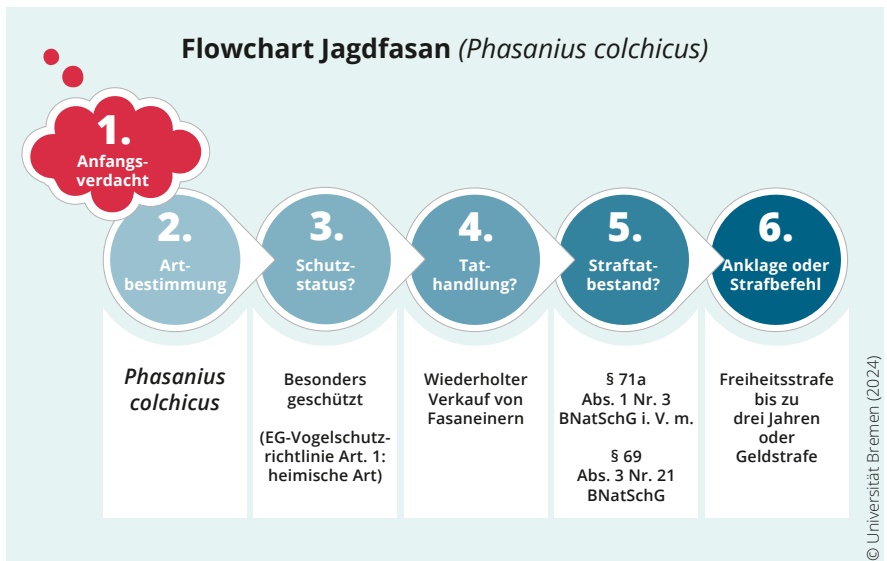 Flowchart Jagdfasan (Phasanius colchicus)
1.
Anfangs-
verdacht
2.
Art-
bestimmung
3.
Schutz-
status?
4.
Tat-
handlung?
5.
Straftat-
bestand?
6.
Anklage oder
Strafbefehl
Phasanius
colchicus
Besonders
geschützt
(EG-Vogelschutz-
richtlinie Art. 1:
heimische Art)
Wiederholter
Verkauf von
Fasaneinern
§ 71a
Abs. 1 Nr. 3
BNatSchG i. V. m.
§ 69
Abs. 3 Nr. 21
BNatSchG
Freiheitsstrafe
bis zu
drei Jahren
oder
Geldstrafe
© Universität Bremen (2024)